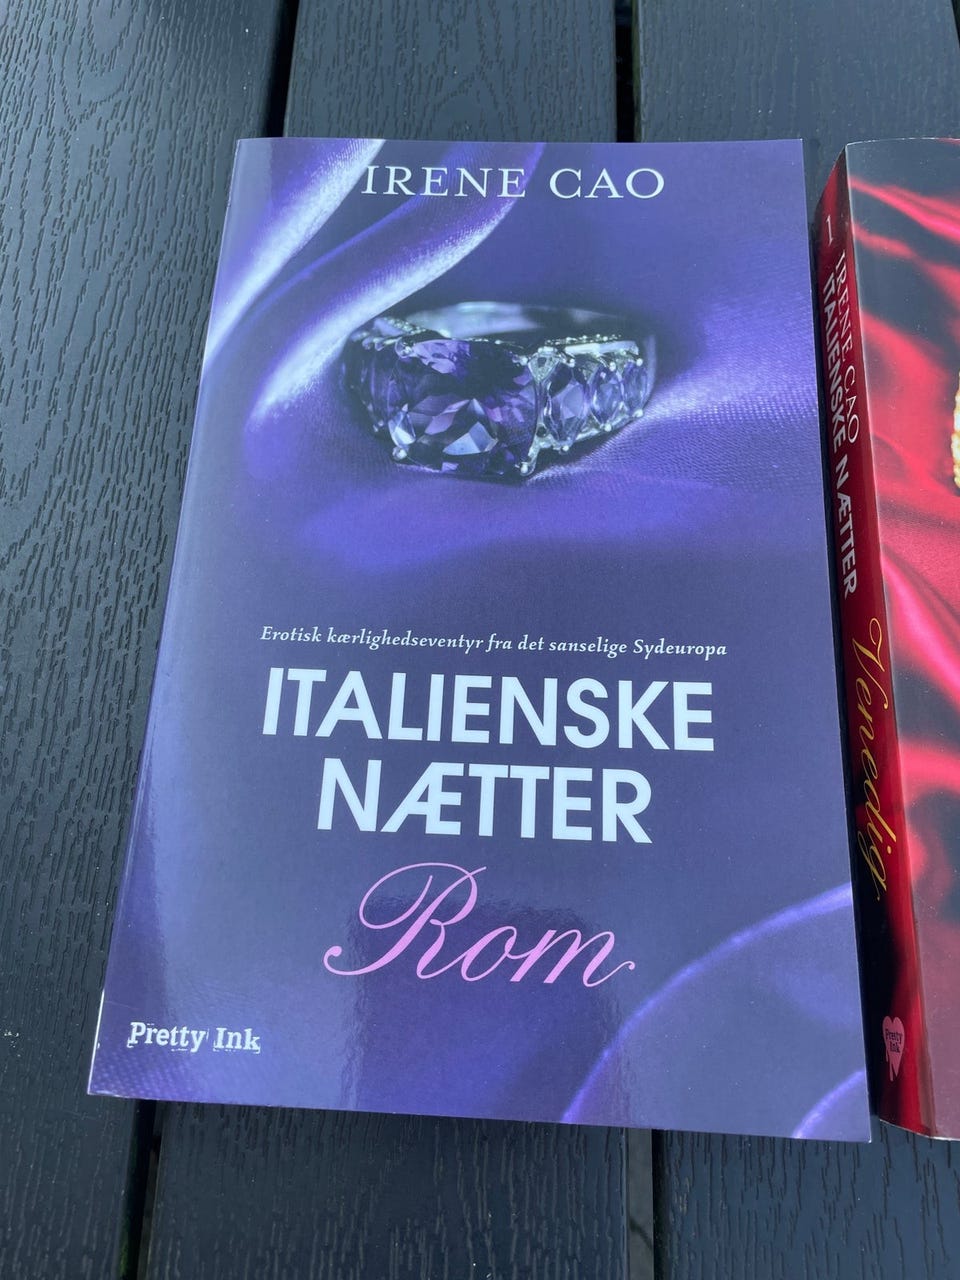 IRENE CAO
Erotisk kærlighedseventyr fra det sanselige Sydeuropa
ITALIENSKE
NÆTTER
Rom
Pretty Ink
1
IRENE CAO
ITALIENSKE NÆTTER
Venedig
Pretty
Ink